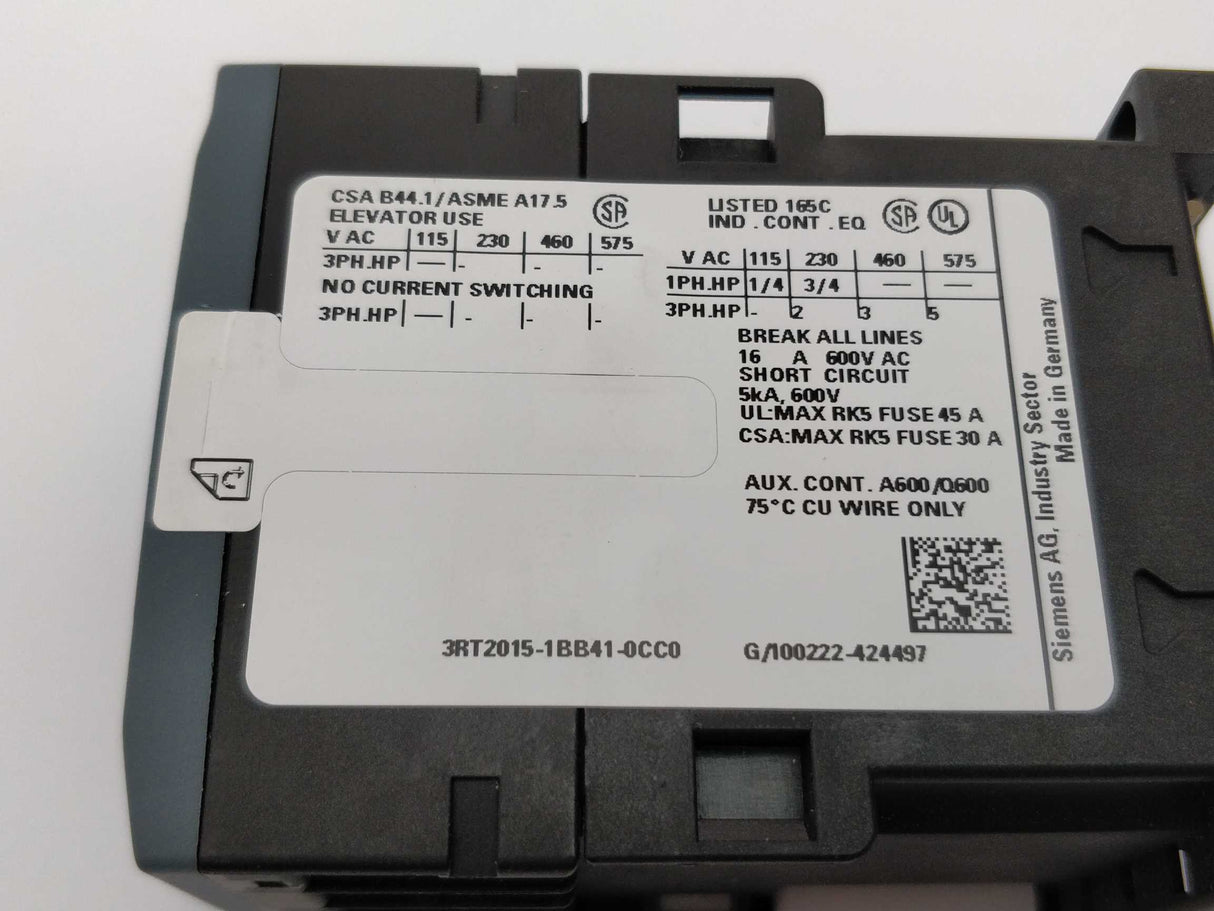 CSA B44.1/ASME A17.5
ELEVATOR USE
V AC 115 230 460 575
3PH.HP — - - -
NO CURRENT SWITCHING
3PH.HP — - - -
LISTED 165C
IND . CONT . EQ
V AC 115 230 460 575
1PH.HP 1/4 3/4 — —
3PH.HP - 2 3 5
BREAK ALL LINES
16 A 600V AC
SHORT CIRCUIT
5kA, 600V
UL:MAX RK5 FUSE 45 A
CSA:MAX RK5 FUSE 30 A
AUX. CONT. A600/Q600
75°C CU WIRE ONLY
3RT2015-1BB41-0CC0 G/100222-424497
Siemens AG, Industry Sector
Made in Germany
SA
SA
UL